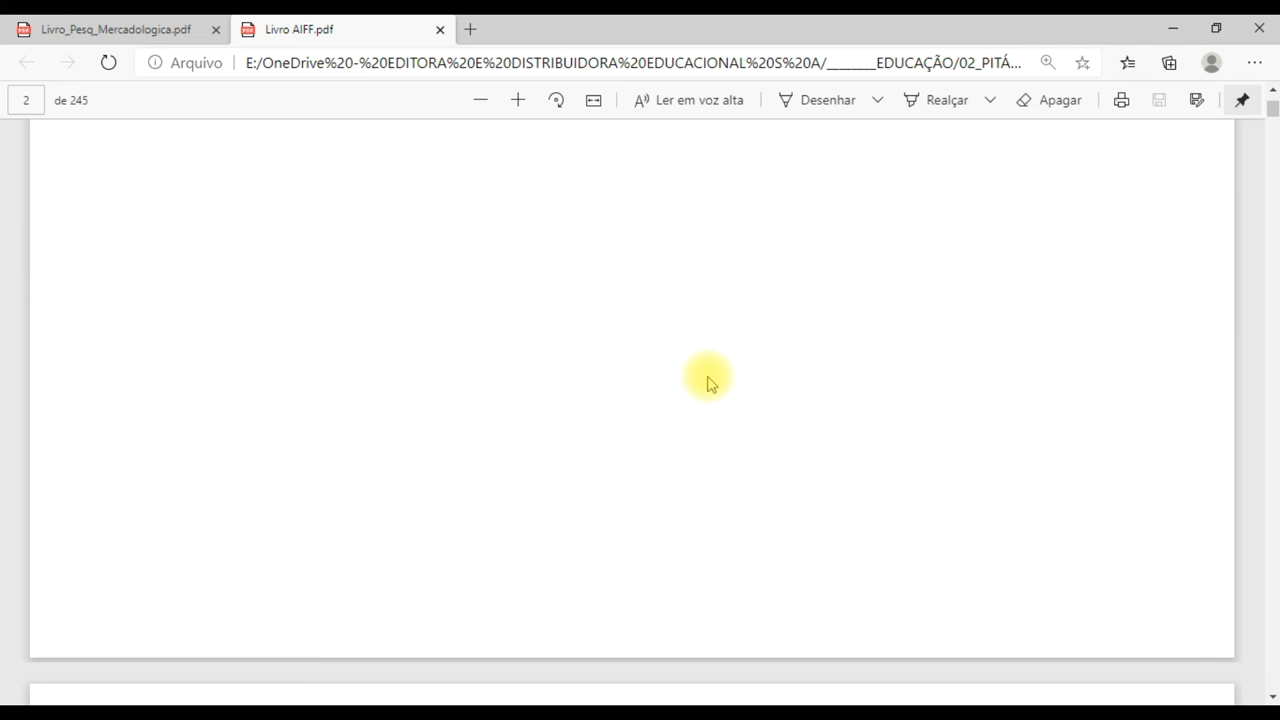 Livro_Pesq_Mercadologica.pdf
Livro AIFF.pdf
Arquivo E:/OneDrive%20-%20EDITORA%20E%20DISTRIBUIDORA%20EDUCACIONAL%20S%20A/________EDUCAÇÃO/02_PITÁ...
2 de 245 Ler em voz alta Desenhar Realçar Apagar